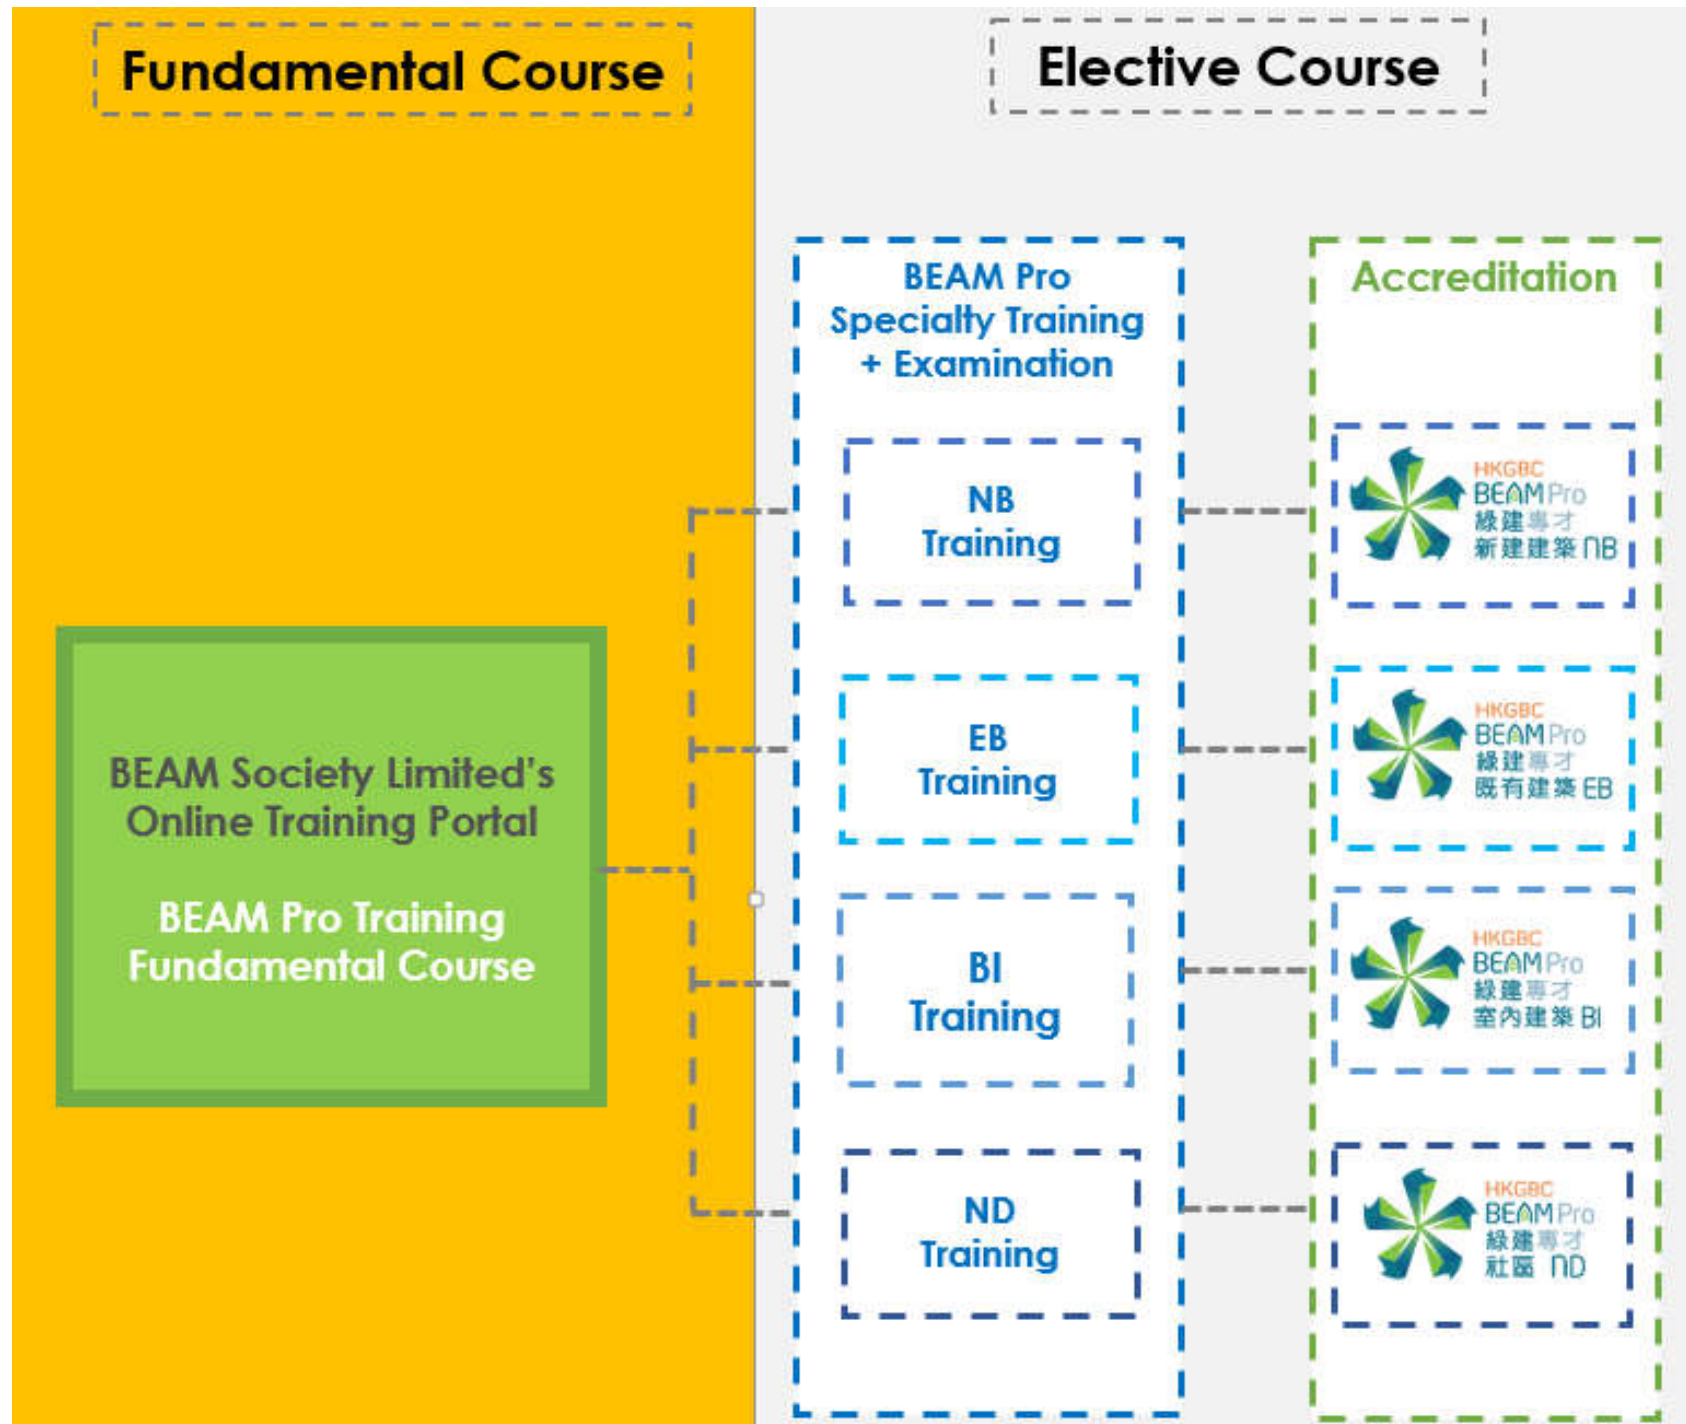 Fundamental Course
Elective Course
BEAM Society Limited's
Online Training Portal
BEAM Pro Training
Fundamental Course
BEAM Pro
Specialty Training
+ Examination
NB
Training
EB
Training
BI
Training
ND
Training
Accreditation
HKGBC
BEAM Pro
綠建專才
新建建築 NB
HKGBC
BEAM Pro
綠建專才
既有建築 EB
HKGBC
BEAM Pro
綠建專才
室內建築 BI
HKGBC
BEAM Pro
綠建專才
社區 ND